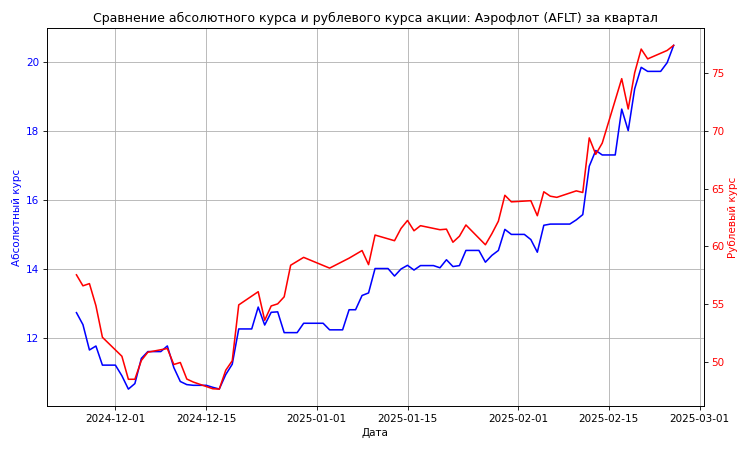 Сравнение абсолютного курса и рублевого курса акции: Аэрофлот (AFLT) за квартал
20
18
16
14
12
Абсолютный курс
75
70
65
60
55
50
Рублевый курс
2024-12-01 2024-12-15 2025-01-01 2025-01-15 2025-02-01 2025-02-15 2025-03-01
Дата